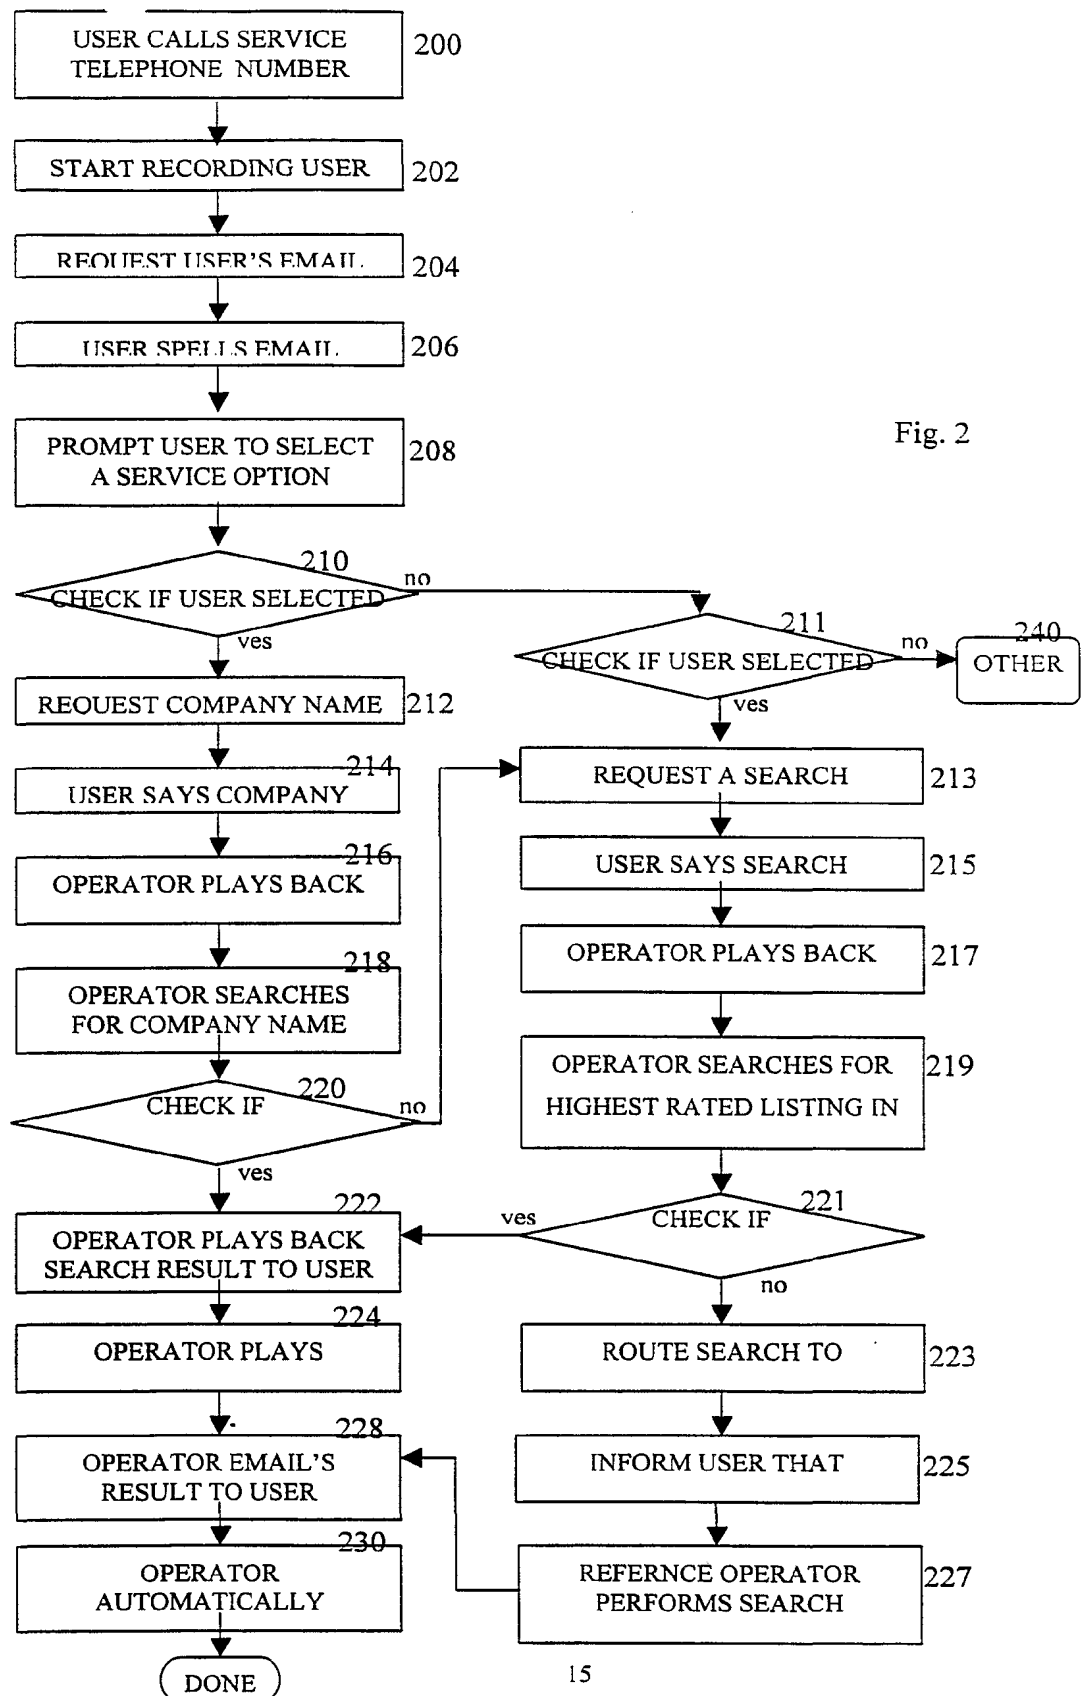 USER CALLS SERVICE
TELEPHONE NUMBER
200
START RECORDING USER
202
REQUEST USER'S EMAIL
204
USER SPELLS EMAIL
206
PROMPT USER TO SELECT
A SERVICE OPTION
208
Fig. 2
210
CHECK IF USER SELECTED
no
yes
211
CHECK IF USER SELECTED
no
yes
240
OTHER
REQUEST COMPANY NAME
212
214
USER SAYS COMPANY
216
OPERATOR PLAYS BACK
218
OPERATOR SEARCHES
FOR COMPANY NAME
220
CHECK IF
no
yes
REQUEST A SEARCH
213
USER SAYS SEARCH
215
OPERATOR PLAYS BACK
217
OPERATOR SEARCHES FOR
HIGHEST RATED LISTING IN
219
221
CHECK IF
yes
no
222
OPERATOR PLAYS BACK
SEARCH RESULT TO USER
224
OPERATOR PLAYS
228
OPERATOR EMAIL'S
RESULT TO USER
230
OPERATOR
AUTOMATICALLY
DONE
ROUTE SEARCH TO
223
INFORM USER THAT
225
REFERNCE OPERATOR
PERFORMS SEARCH
227
15